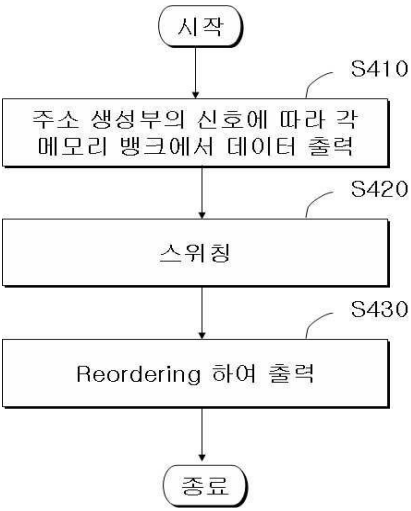 시작
S410
주소 생성부의 신호에 따라 각
메모리 뱅크에서 데이터 출력
S420
스위칭
S430
Reordering 하여 출력
종료